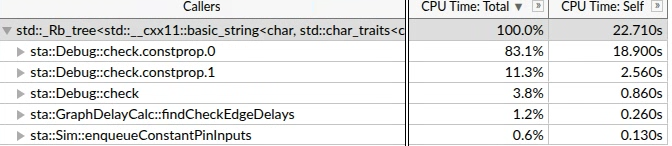 Callers CPU Time: Total ▼ » CPU Time: Self »
▼ std::_Rb_tree<std::__cxx11::basic_string<char, std::char_traits<c 100.0% 22.710s
▶ sta::Debug::check.constprop.0 83.1% 18.900s
▶ sta::Debug::check.constprop.1 11.3% 2.560s
▶ sta::Debug::check 3.8% 0.860s
▶ sta::GraphDelayCalc::findCheckEdgeDelays 1.2% 0.260s
▶ sta::Sim::enqueueConstantPinInputs 0.6% 0.130s